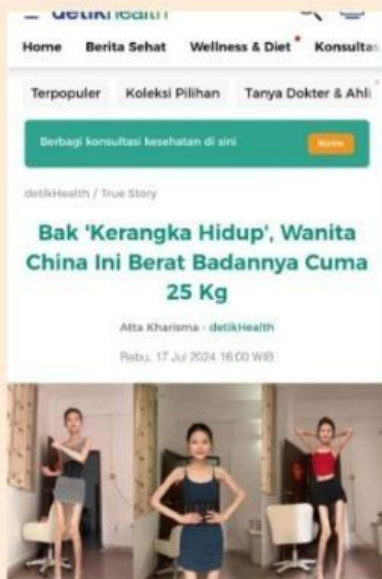 detikhealth
Home Berita Sehat Wellness & Diet Konsultas
Terpopuler Koleksi Pilihan Tanya Dokter & Ahli
Berbagi konsultasi kesehatan di sini Kirim
detikHealth / True Story
Bak 'Kerangka Hidup', Wanita
China Ini Berat Badannya Cuma
25 Kg
Atta Kharisma - detikHealth
Rabu, 17 Jul 2024 16:00 WIB